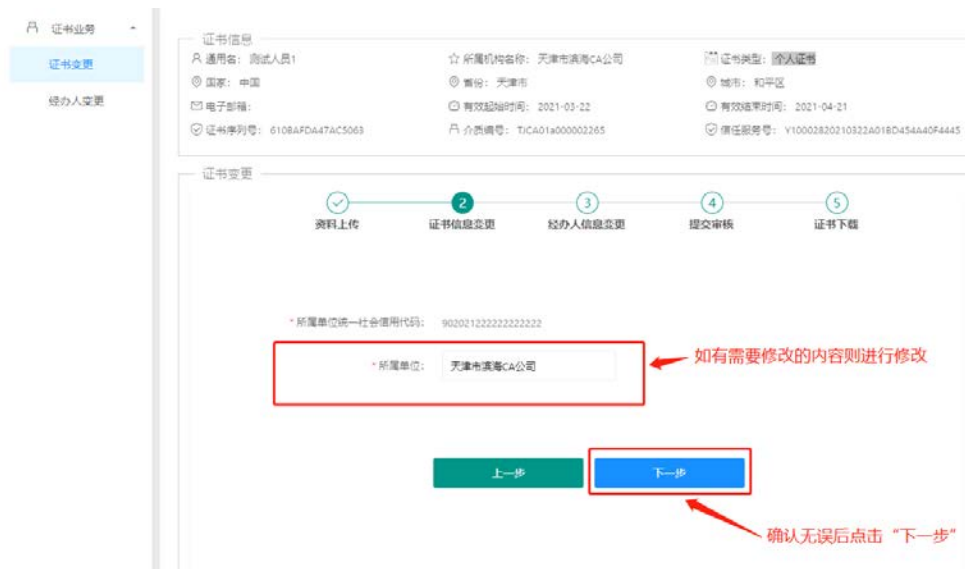 证书业务
证书变更
经办人变更
证书信息
通用名： 测试人员1 所属机构名称： 天津市滨海CA公司 证书类型： 个人证书
国家： 中国 省份： 天津市 城市： 和平区
电子邮箱： 有效起始时间： 2021-03-22 有效结束时间： 2021-04-21
证书序列号： 6108AFDA47AC5063 介质编号： TJCA01a000002265 信任服务号： Y10002820210322A01BD454A40F4445
证书变更
2 3 4 5
资料上传 证书信息变更 经办人信息变更 提交审核 证书下载
* 所属单位统一社会信用代码： 902021222222222222
* 所属单位： 天津市滨海CA公司
如有需要修改的内容则进行修改
上一步 下一步
确认无误后点击“下一步”